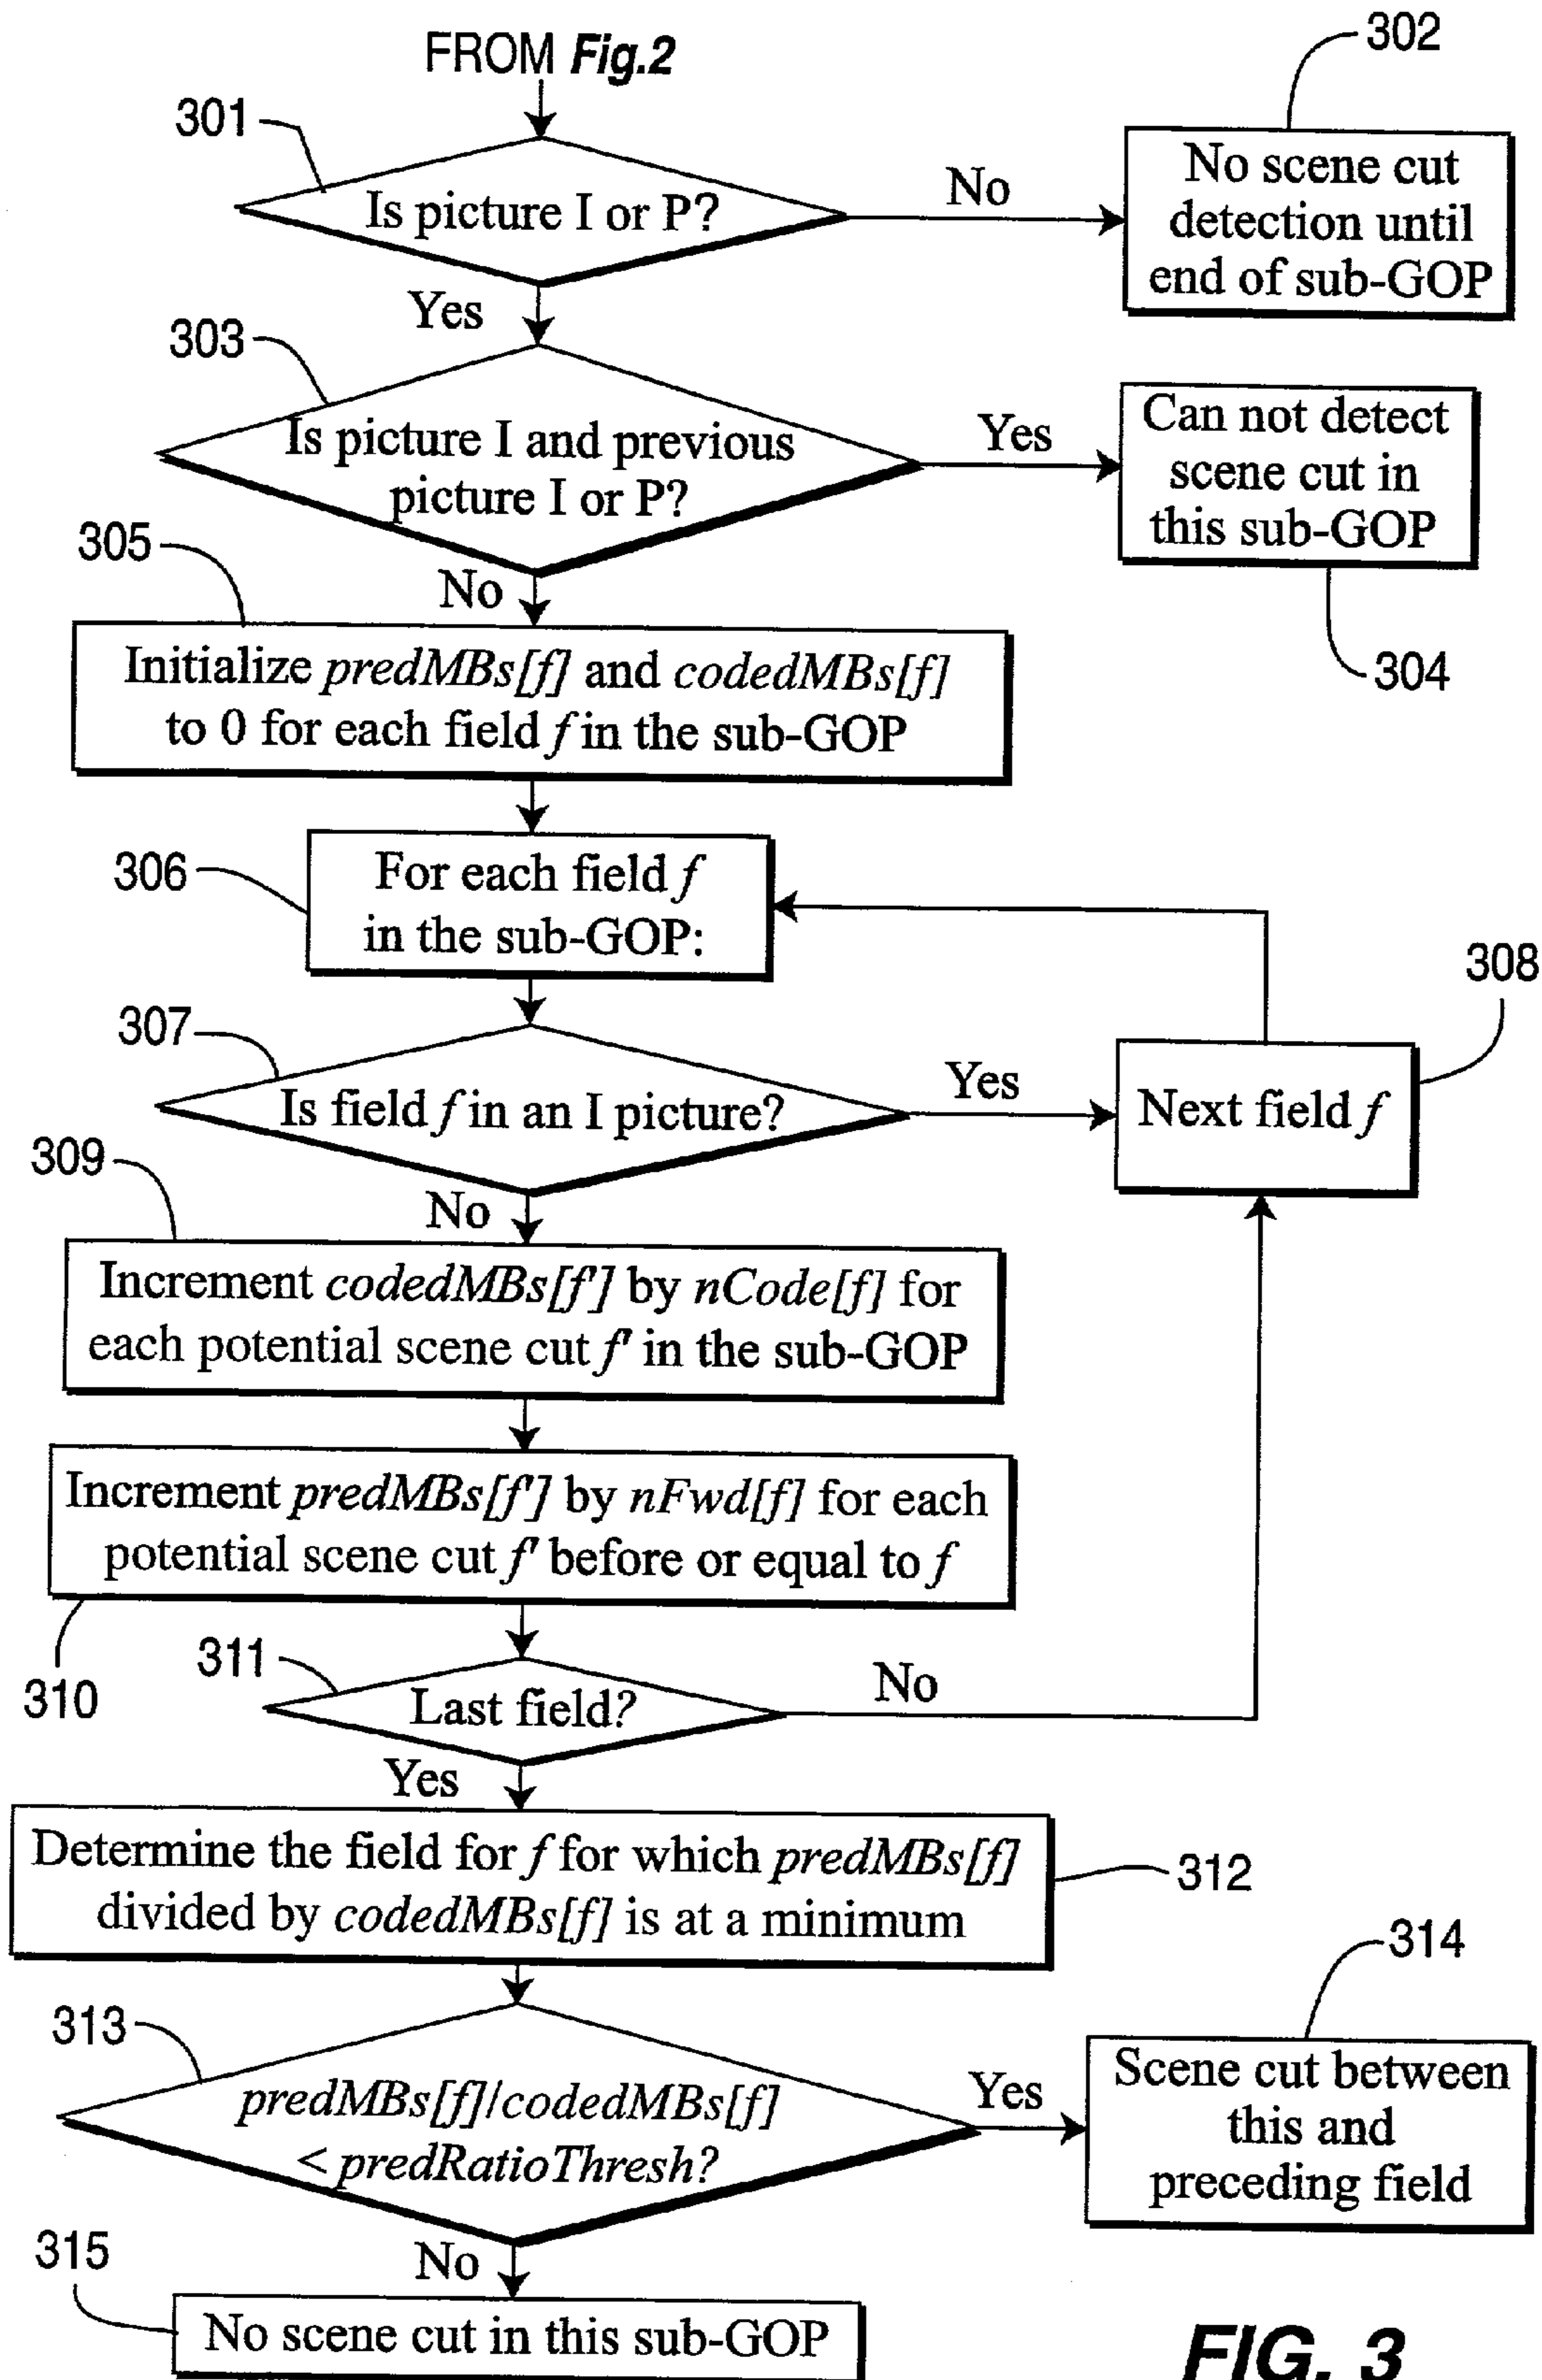 FROM Fig.2
301
302
Is picture I or P?
No
No scene cut
detection until
end of sub-GOP
Yes
303
Is picture I and previous
picture I or P?
Yes
Can not detect
scene cut in
this sub-GOP
304
305
No
Initialize predMBs[f] and codedMBs[f]
to 0 for each field f in the sub-GOP
306
For each field f
in the sub-GOP:
308
307
Is field f in an I picture?
Yes
Next field f
309
No
Increment codedMBs[f'] by nCode[f] for
each potential scene cut f' in the sub-GOP
Increment predMBs[f'] by nFwd[f] for each
potential scene cut f' before or equal to f
310
311
Last field?
No
Yes
Determine the field for f for which predMBs[f]
divided by codedMBs[f] is at a minimum
312
313
314
predMBs[f]/codedMBs[f]
< predRatioThresh?
Yes
Scene cut between
this and
preceding field
315
No
No scene cut in this sub-GOP
FIG. 3